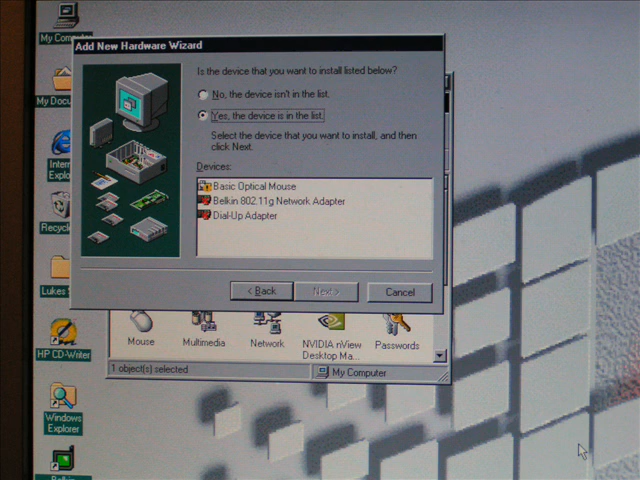 My Computer
Add New Hardware Wizard
Is the device that you want to install listed below?
No, the device isn't in the list.
Yes, the device is in the list.
Select the device that you want to install, and then
click Next.
Devices:
Basic Optical Mouse
Belkin 802.11g Network Adapter
Dial-Up Adapter
< Back
Next >
Cancel
My Docu
Intern
Explo
Recycl
Lukes
HP CD-Writer
Windows
Explorer
Belkin
Mouse
Multimedia
Network
NVIDIA nView
Desktop Ma...
Passwords
1 object(s) selected
My Computer